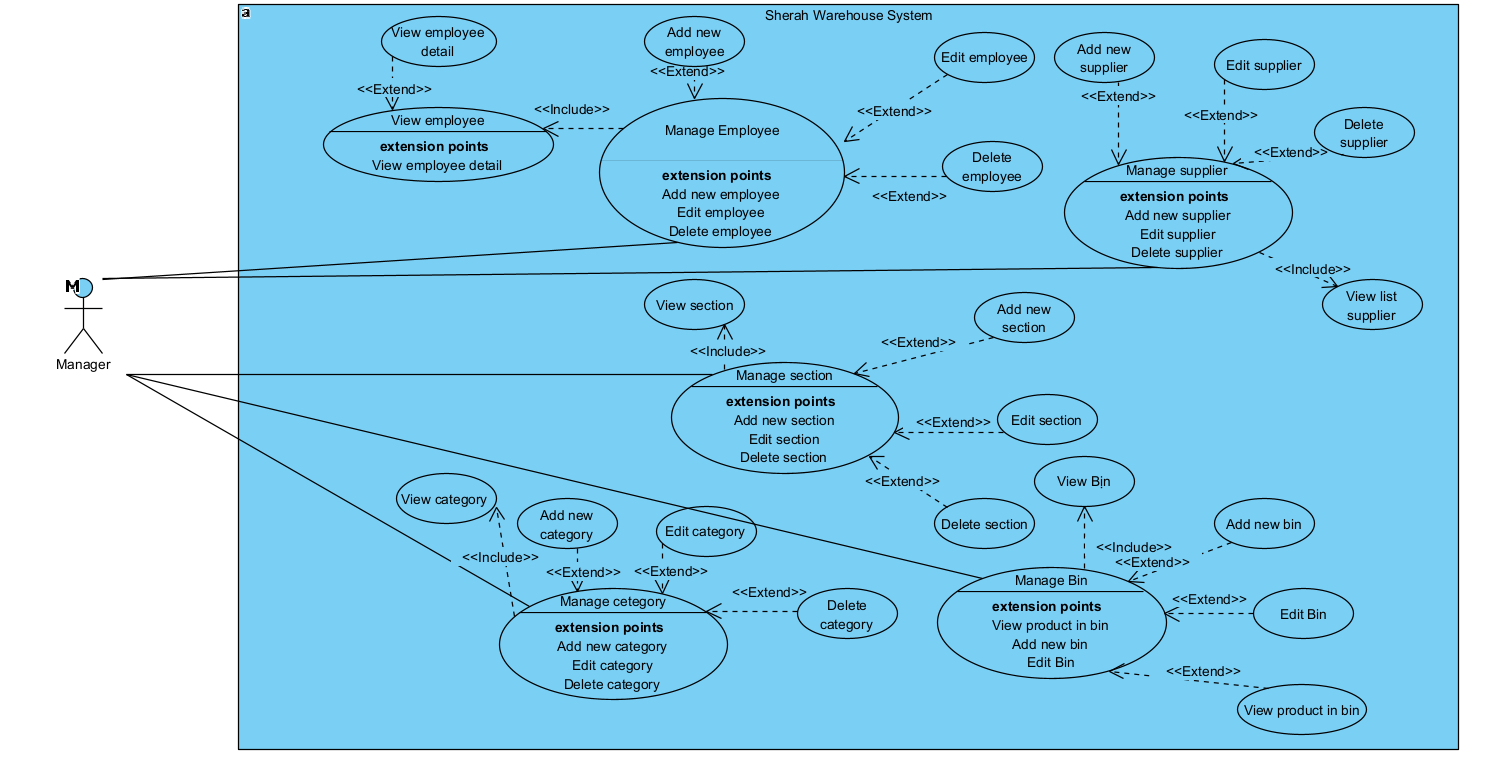 a
Sherah Warehouse System
View employee
detail
<<Extend>>
View employee
extension points
View employee detail
<<Include>>
Add new
employee
<<Extend>>
Manage Employee
extension points
Add new employee
Edit employee
Delete employee
Edit employee
<<Extend>>
Delete
employee
<<Extend>>
Add new
supplier
<<Extend>>
Edit supplier
<<Extend>>
Delete
supplier
<<Extend>>
Manage supplier
extension points
Add new supplier
Edit supplier
Delete supplier
<<Include>>
View list
supplier
M
Manager
View section
<<Include>>
Add new
section
<<Extend>>
Manage section
extension points
Add new section
Edit section
Delete section
<<Extend>>
Edit section
<<Extend>>
Delete section
View category
<<Include>>
Add new
category
<<Extend>>
Edit category
<<Extend>>
Manage cetegory
extension points
Add new category
Edit category
Delete category
<<Extend>>
Delete
category
View Bin
<<Include>>
Add new bin
<<Extend>>
Manage Bin
extension points
View product in bin
Add new bin
Edit Bin
<<Extend>>
Edit Bin
<<Extend>>
View product in bin